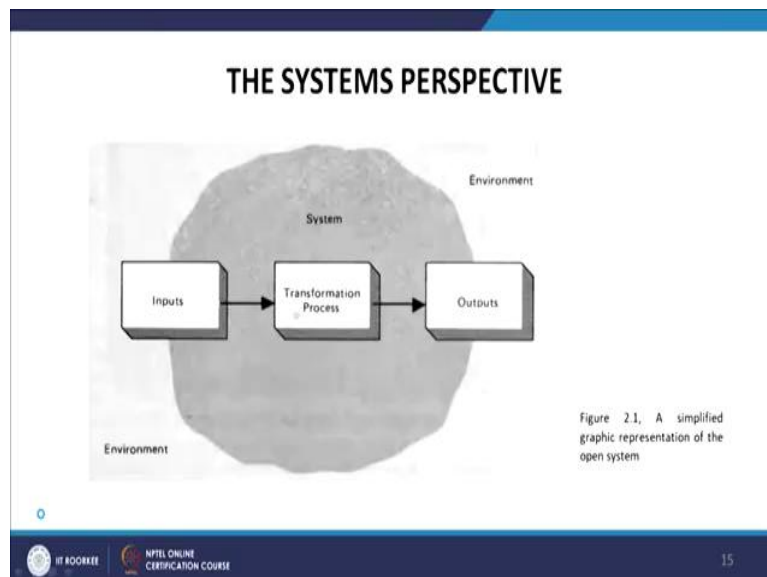 THE SYSTEMS PERSPECTIVE
Environment
System
Inputs
Transformation
Process
Outputs
Environment
Figure 2.1, A simplified
graphic representation of the
open system
IIT ROORKEE
NPTEL ONLINE
CERTIFICATION COURSE
15